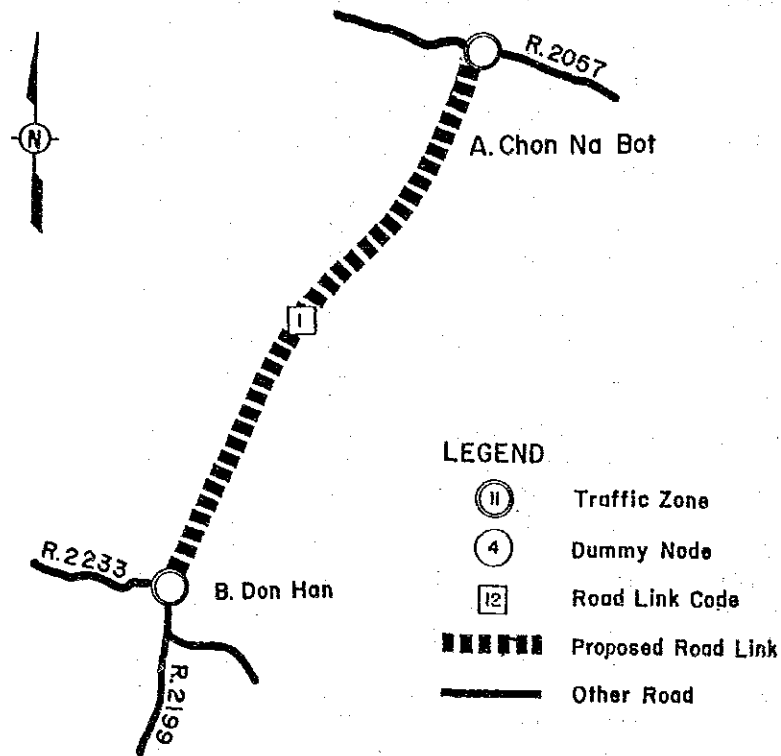 R.2057
N
A. Chon Na Bot
1
LEGEND
11 Traffic Zone
4 Dummy Node
12 Road Link Code
Proposed Road Link
Other Road
R.2233
B. Don Han
R.2199